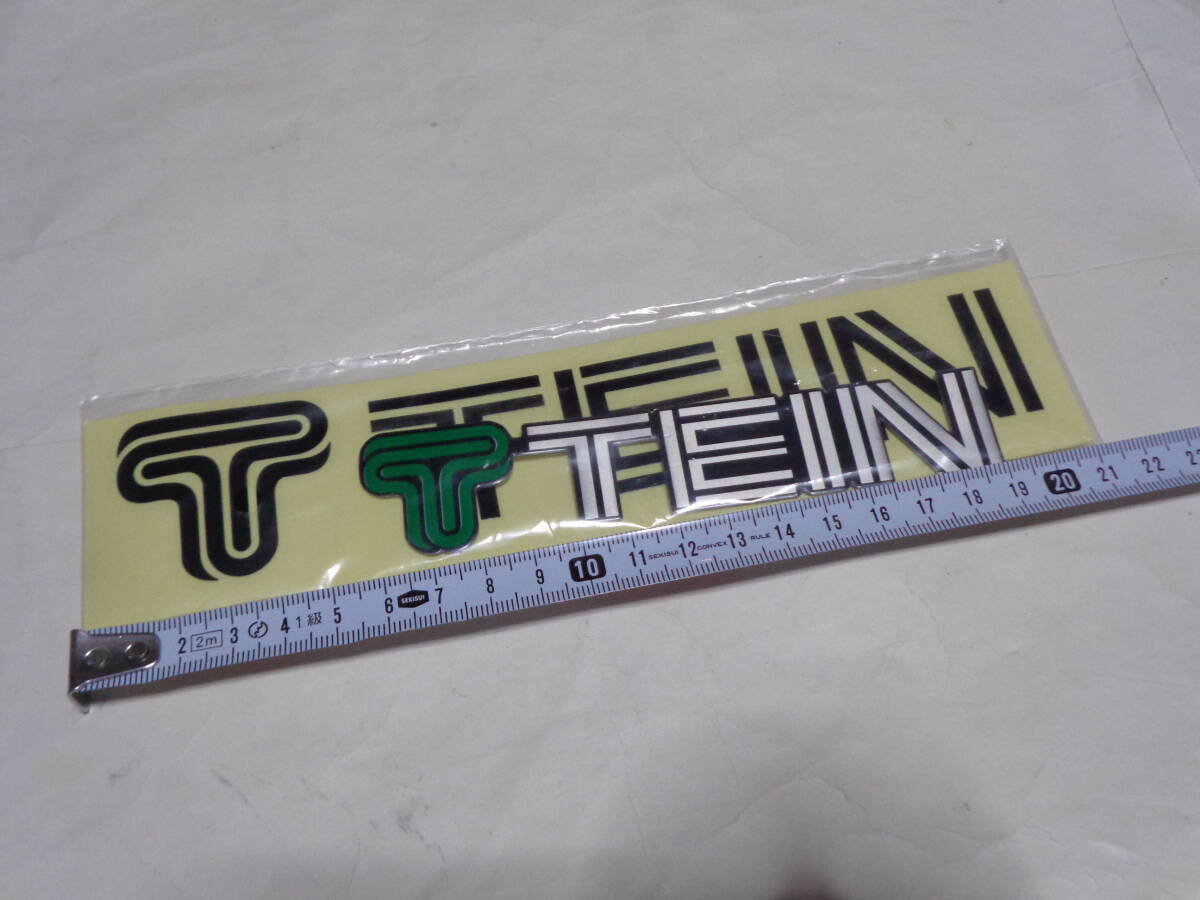 T TEIN
T TEIN
2 2m 3 4 1級 5 6 SEKISUI 7 8 9 10 11 SEKISUI 12 CONVEX 13 RULE 14 15 16 17 18 19 20 21 22 23